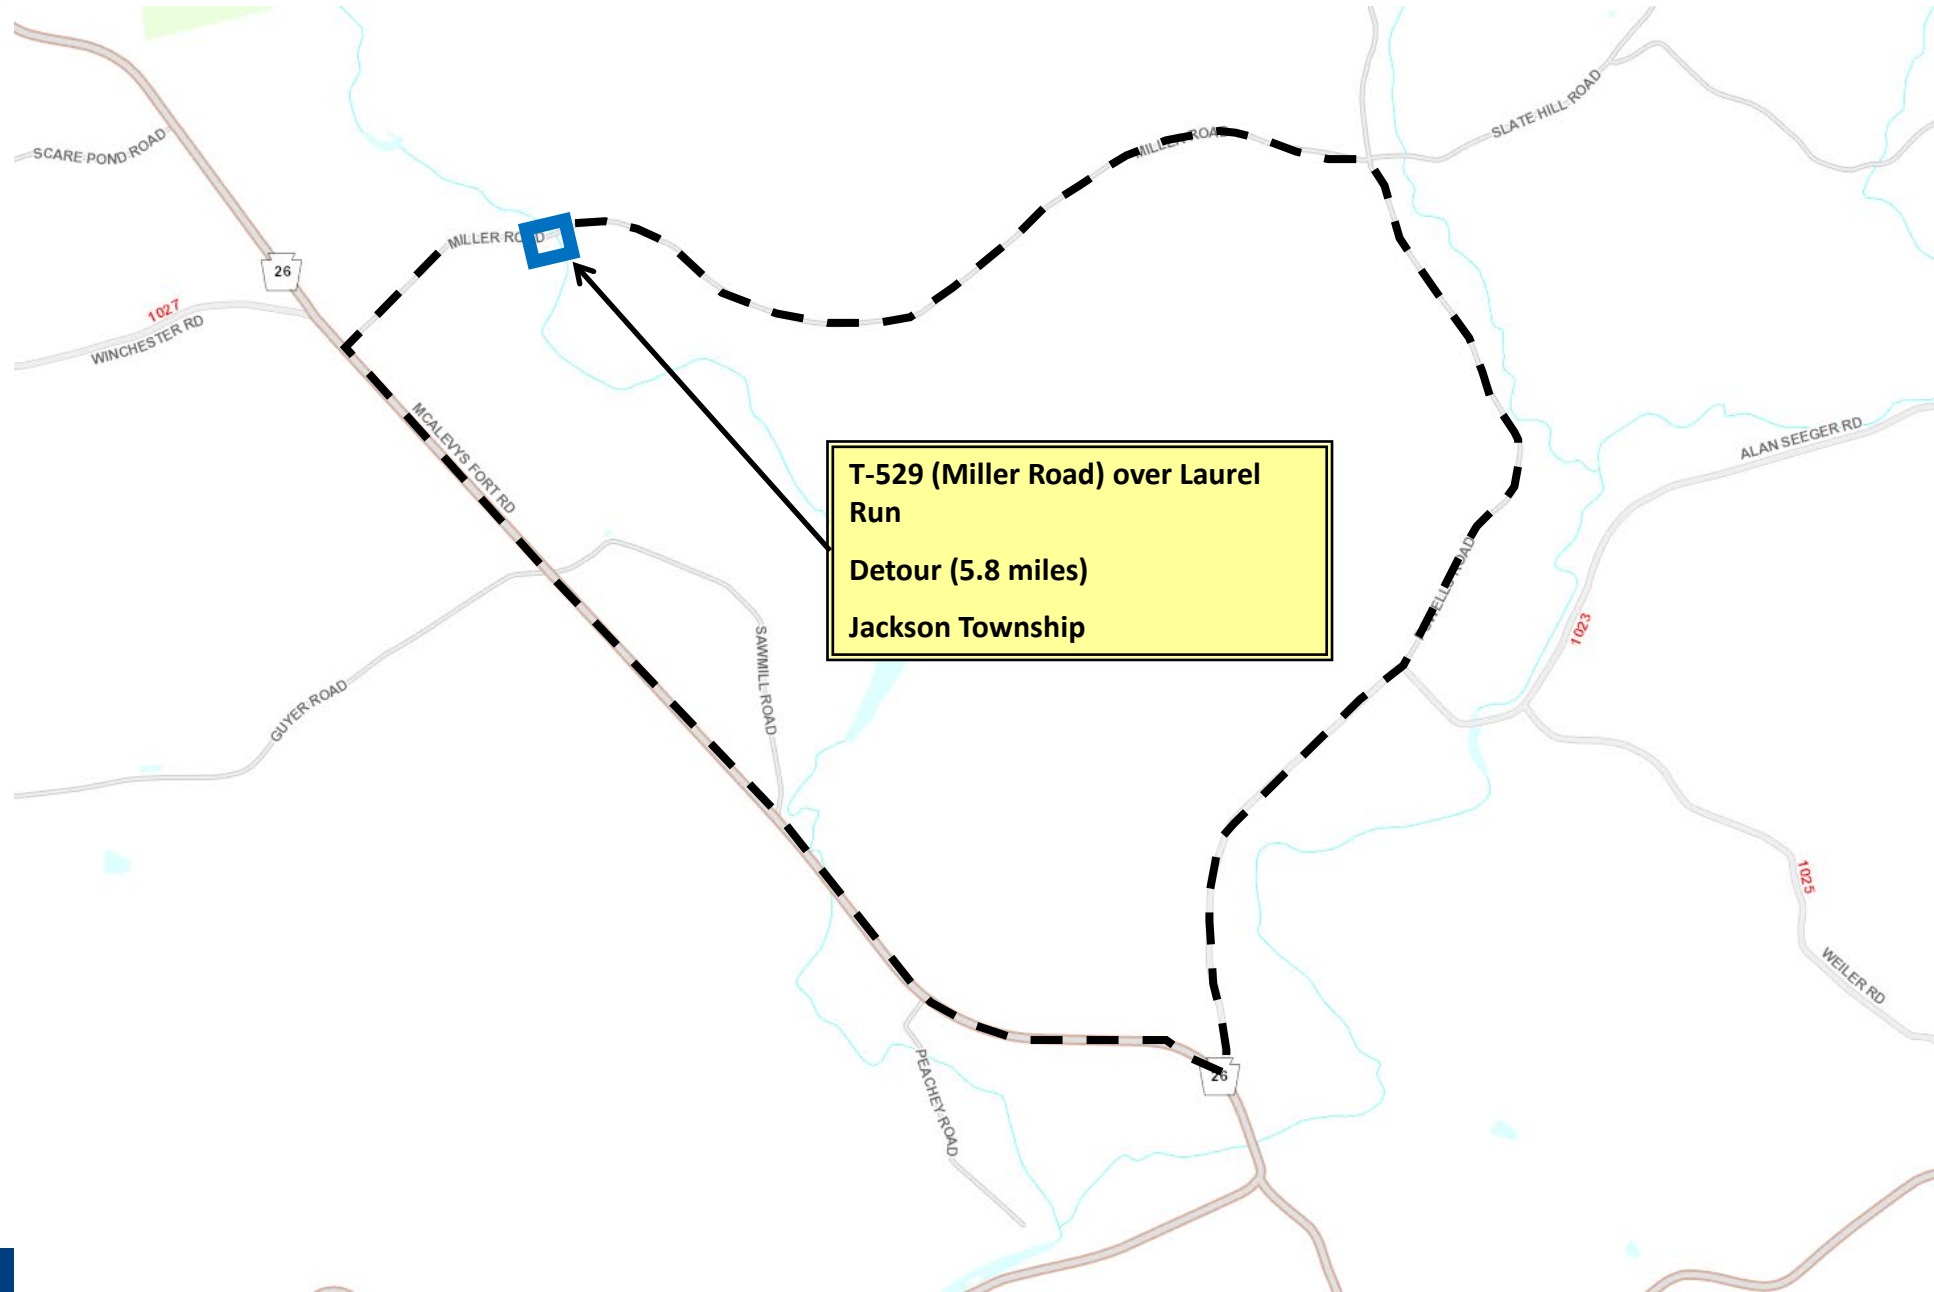 SCARE POND ROAD
MILLER ROAD
SLATE HILL ROAD
26
1027
WINCHESTER RD
MCALEVYS FORT RD
ALAN SEEGER RD
T-529 (Miller Road) over Laurel
Run
Detour (5.8 miles)
Jackson Township
1023
SAWMILL ROAD
GUYER ROAD
1025
WEILER RD
PEACHEY ROAD
26